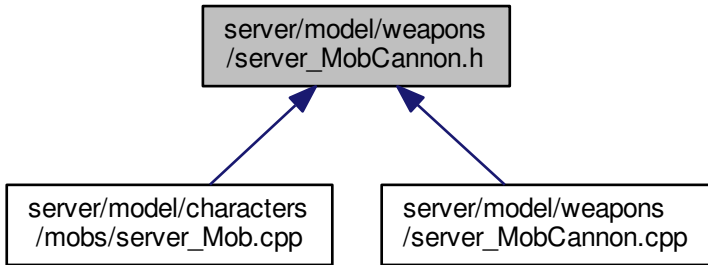 server/model/weapons
/server_MobCannon.h
server/model/characters
/mobs/server_Mob.cpp
server/model/weapons
/server_MobCannon.cpp